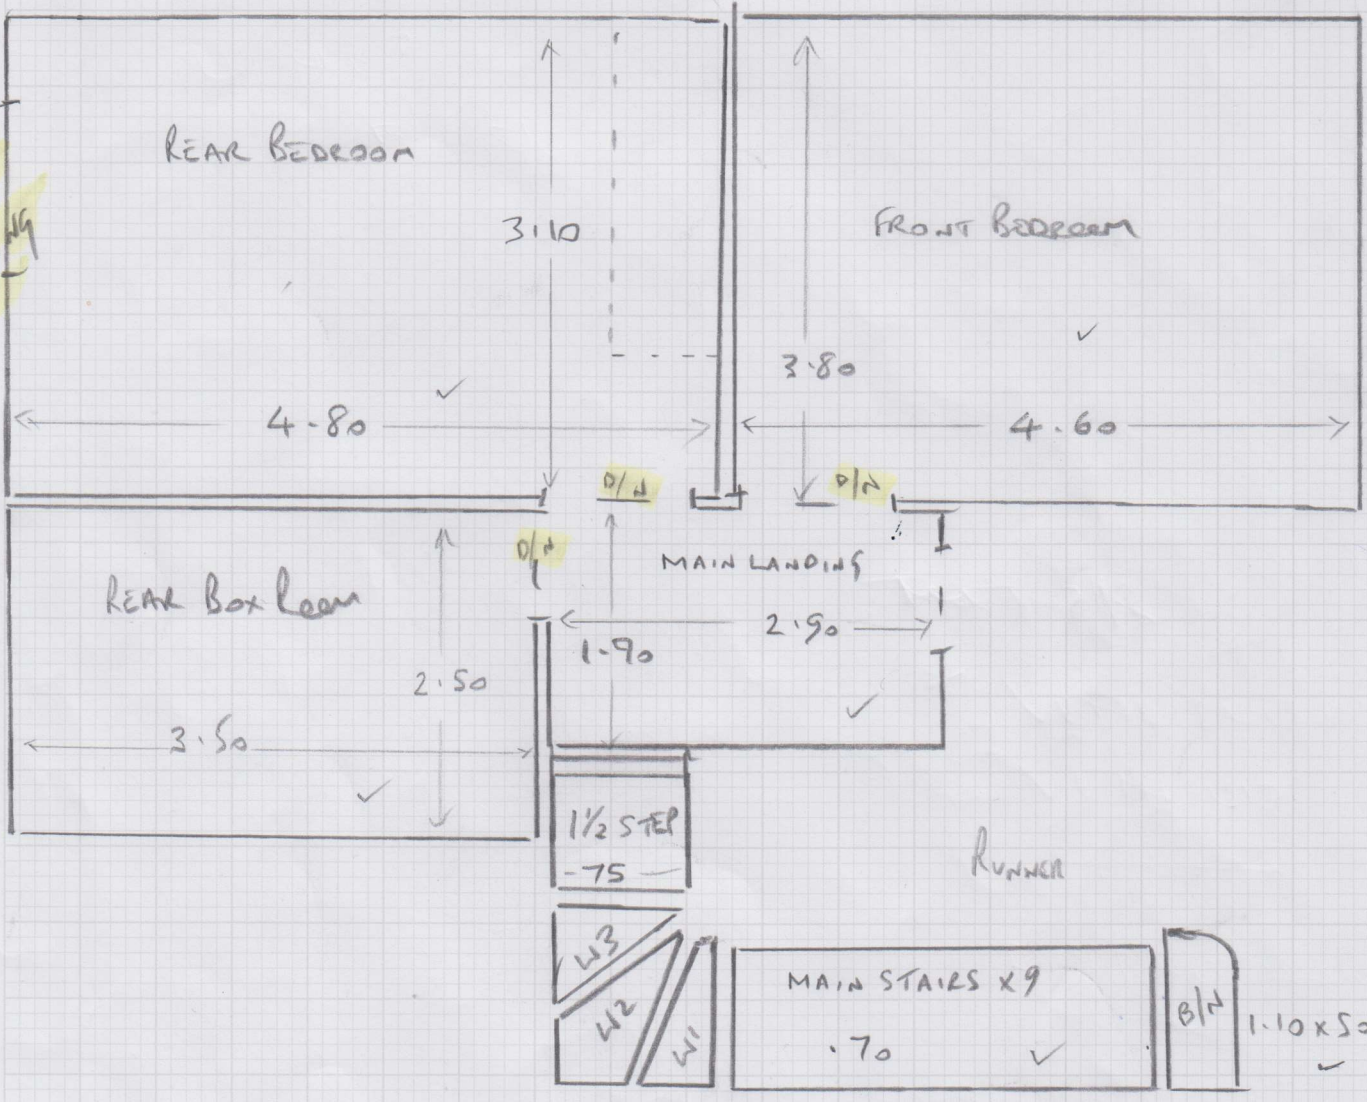 REAR BEDROOM
NG
3.10
4.80
FRONT BEDROOM
3.80
4.60
D/N
D/N
D/N
MAIN LANDING
2.90
1.90
REAR BOX ROOM
2.50
3.50
1½ STEP
-75-
RUNNER
W3
W2
W1
MAIN STAIRS X9
.70
B/N
1.10 X 50